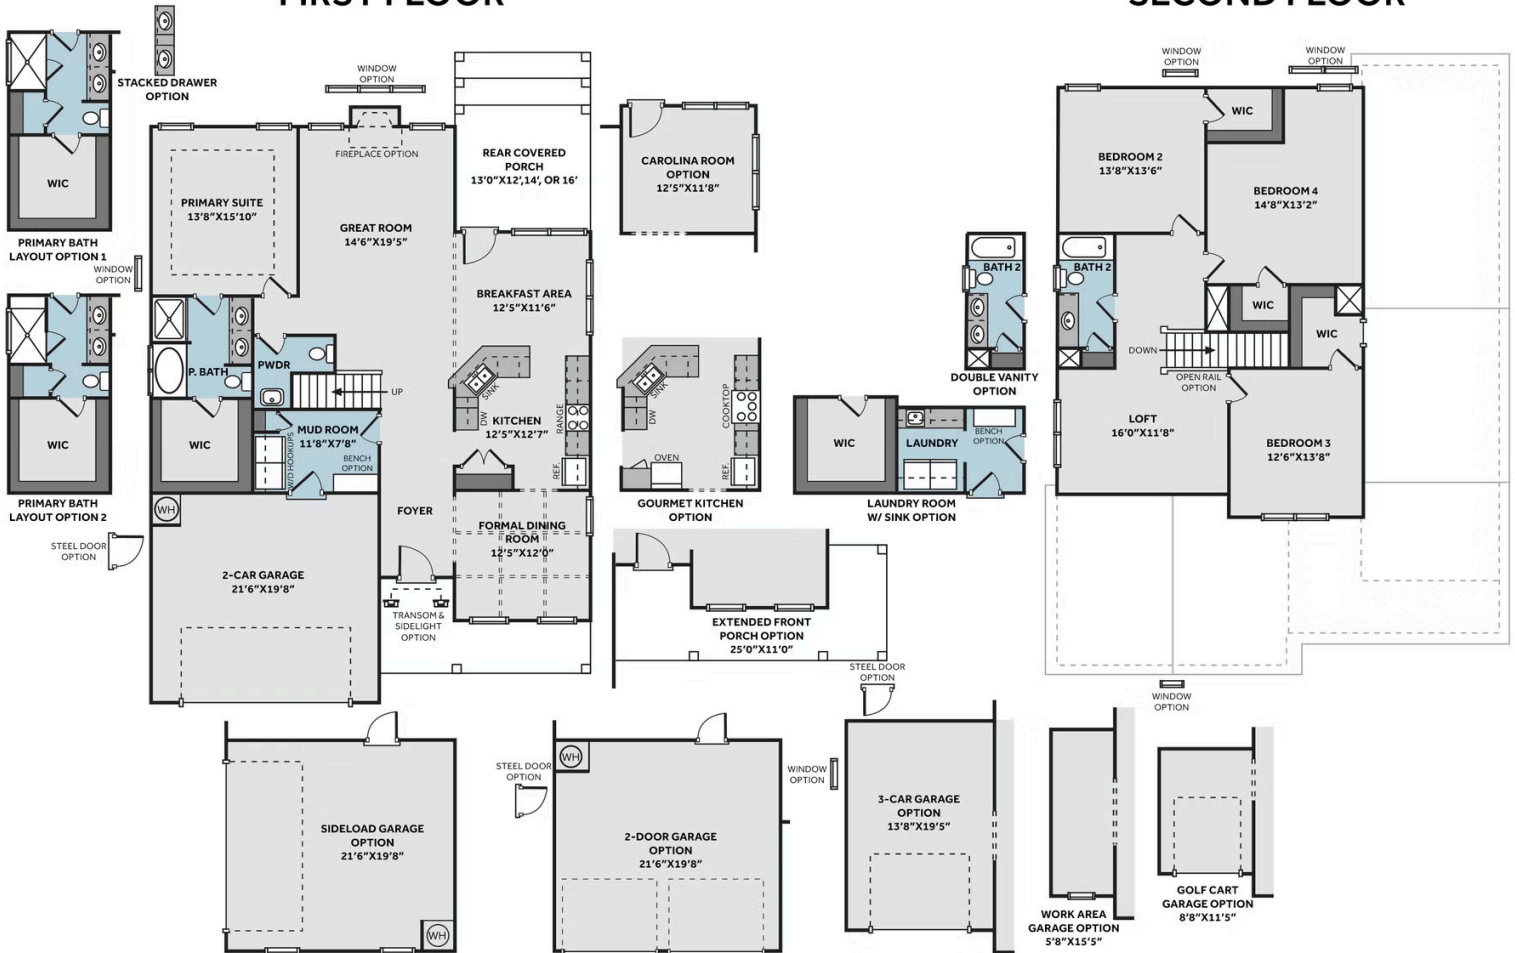 FIRST FLOOR
SECOND FLOOR
STACKED DRAWER
OPTION
WIC
PRIMARY BATH
LAYOUT OPTION 1
WINDOW
OPTION
WIC
PRIMARY BATH
LAYOUT OPTION 2
STEEL DOOR
OPTION
WINDOW
OPTION
FIREPLACE OPTION
PRIMARY SUITE
13'8"X15'10"
GREAT ROOM
14'6"X19'5"
REAR COVERED
PORCH
13'0"X12',14', OR 16'
BREAKFAST AREA
12'5"X11'6"
P. BATH
PWDR
UP
WIC
MUD ROOM
11'8"X7'8"
W/D HOOKUPS
BENCH
OPTION
SINK
DW
KITCHEN
12'5"X12'7"
RANGE
REF.
WH
FOYER
FORMAL DINING
ROOM
12'5"X12'0"
2-CAR GARAGE
21'6"X19'8"
TRANSOM &
SIDELIGHT
OPTION
CAROLINA ROOM
OPTION
12'5"X11'8"
SINK
DW
COOKTOP
OVEN
REF.
GOURMET KITCHEN
OPTION
EXTENDED FRONT
PORCH OPTION
25'0"X11'0"
BATH 2
DOUBLE VANITY
OPTION
WIC
LAUNDRY
BENCH
OPTION
LAUNDRY ROOM
W/ SINK OPTION
WINDOW
OPTION
WINDOW
OPTION
WIC
BEDROOM 2
13'8"X13'6"
BEDROOM 4
14'8"X13'2"
BATH 2
WIC
WIC
DOWN
OPEN RAIL
OPTION
LOFT
16'0"X11'8"
BEDROOM 3
12'6"X13'8"
WINDOW
OPTION
SIDELOAD GARAGE
OPTION
21'6"X19'8"
WH
STEEL DOOR
OPTION
WH
2-DOOR GARAGE
OPTION
21'6"X19'8"
STEEL DOOR
OPTION
WINDOW
OPTION
3-CAR GARAGE
OPTION
13'8"X19'5"
WORK AREA
GARAGE OPTION
5'8"X15'5"
GOLF CART
GARAGE OPTION
8'8"X11'5"